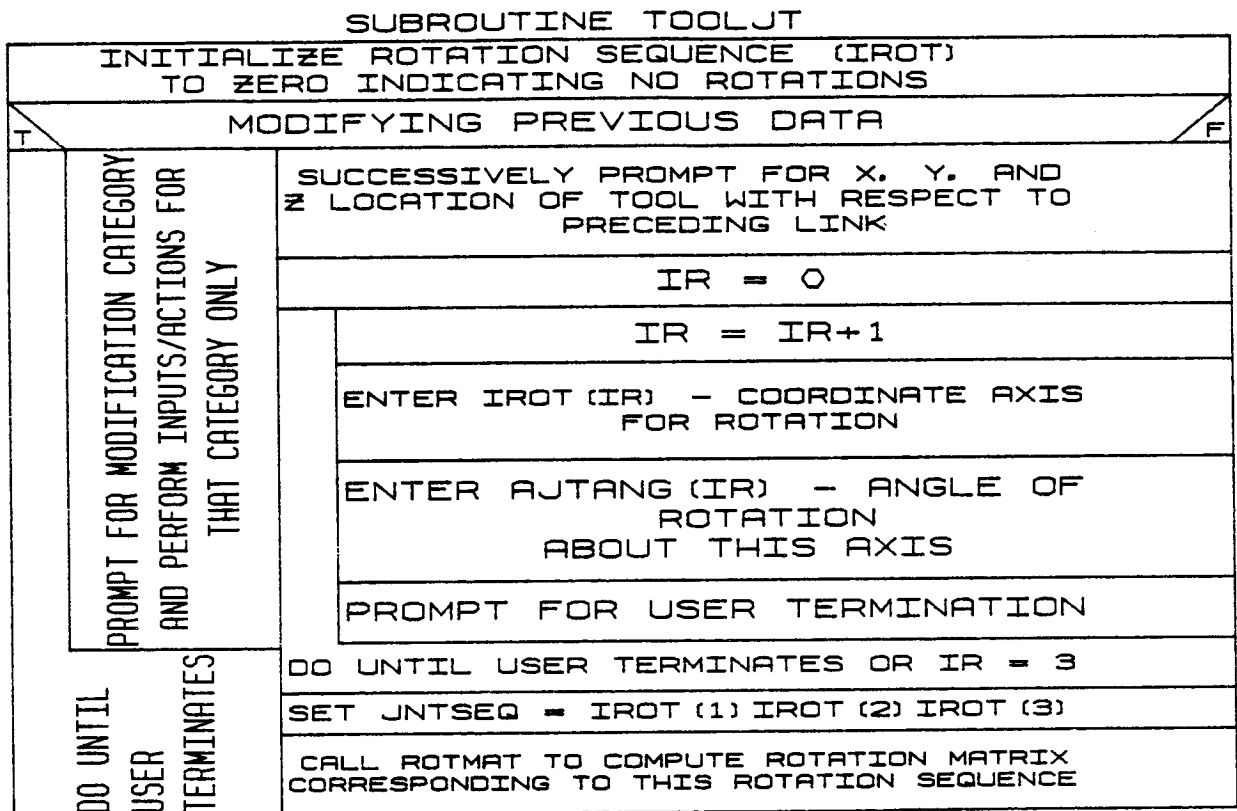 SUBROUTINE TOOLJT
INITIALIZE ROTATION SEQUENCE (IROT)
TO ZERO INDICATING NO ROTATIONS
T
MODIFYING PREVIOUS DATA
F
PROMPT FOR MODIFICATION CATEGORY
AND PERFORM INPUTS/ACTIONS FOR
THAT CATEGORY ONLY
DO UNTIL
USER
TERMINATES
SUCCESSIVELY PROMPT FOR X. Y. AND
Z LOCATION OF TOOL WITH RESPECT TO
PRECEDING LINK
IR = 0
IR = IR+1
ENTER IROT(IR) - COORDINATE AXIS
FOR ROTATION
ENTER AJTANG(IR) - ANGLE OF
ROTATION
ABOUT THIS AXIS
PROMPT FOR USER TERMINATION
DO UNTIL USER TERMINATES OR IR = 3
SET JNTSEQ = IROT(1)IROT(2)IROT(3)
CALL ROTMAT TO COMPUTE ROTATION MATRIX
CORRESPONDING TO THIS ROTATION SEQUENCE